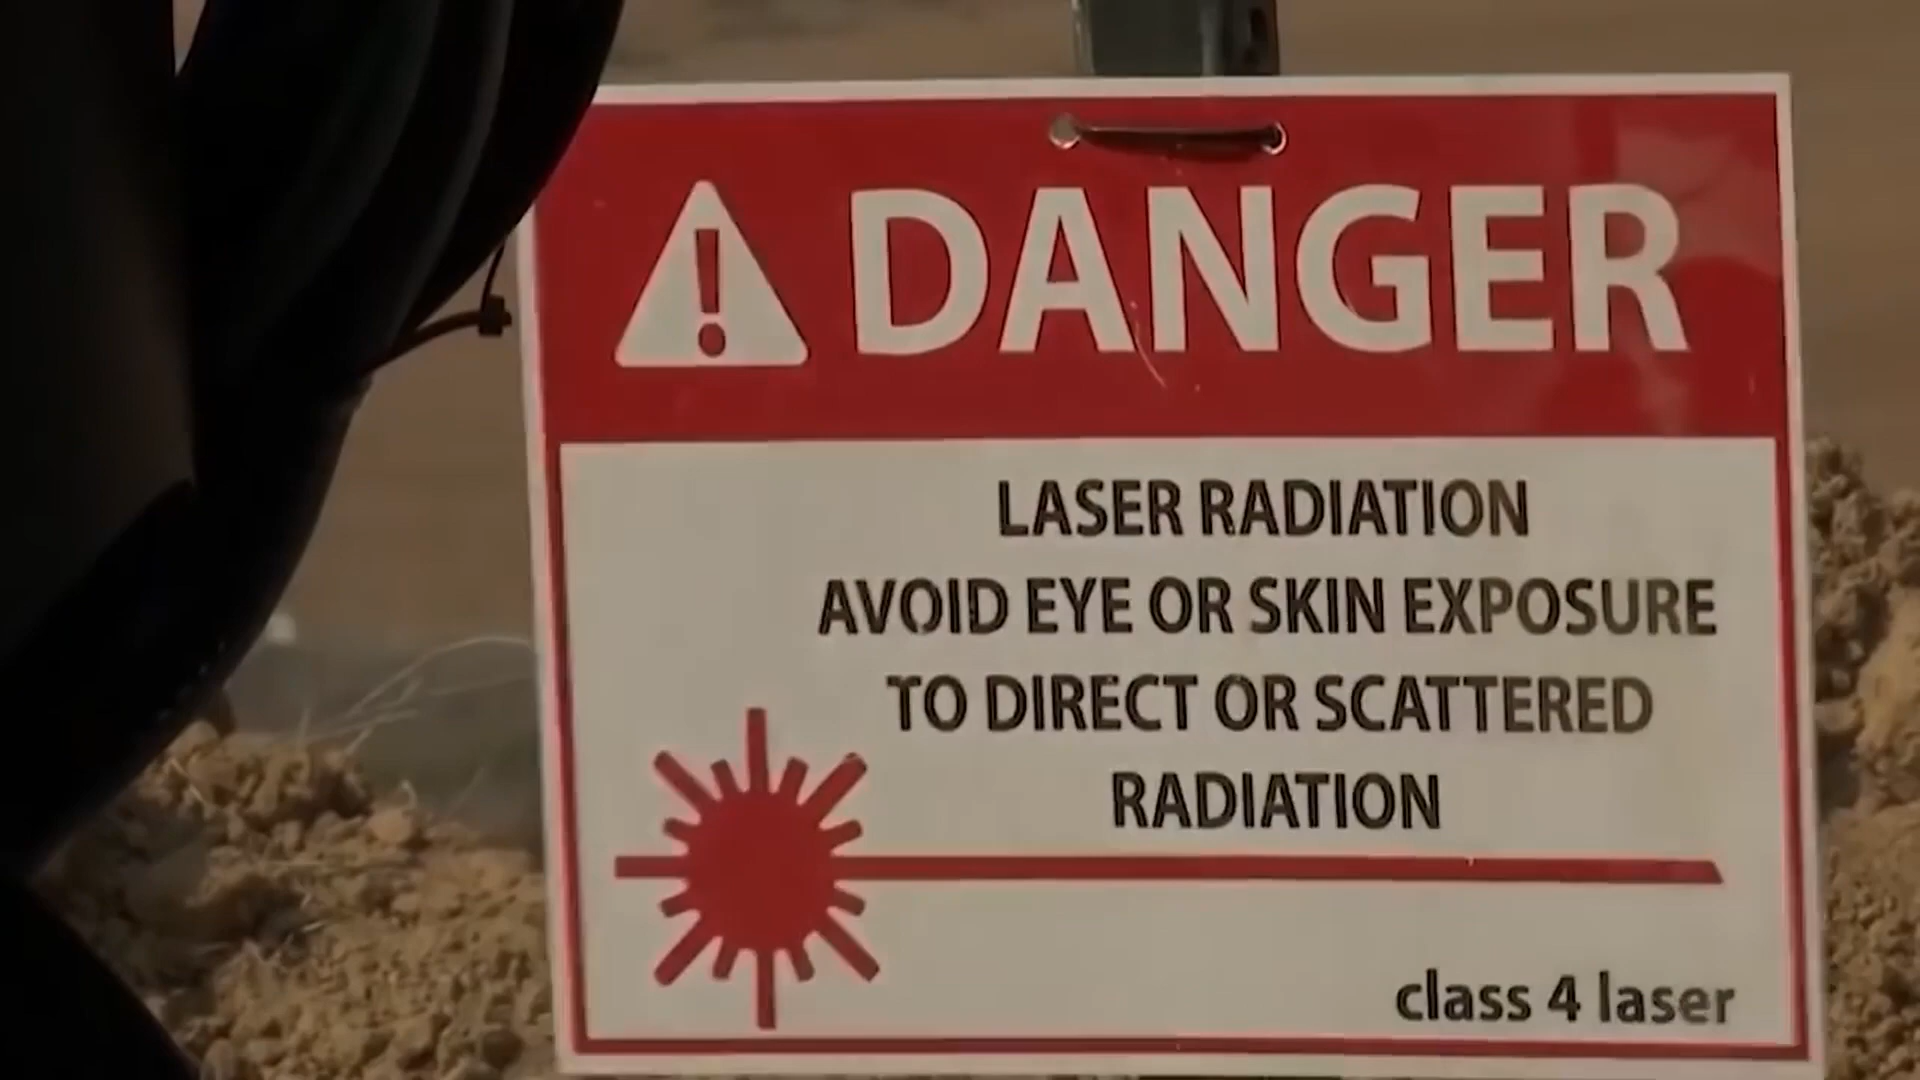 DANGER
LASER RADIATION
AVOID EYE OR SKIN EXPOSURE
TO DIRECT OR SCATTERED
RADIATION
class 4 laser